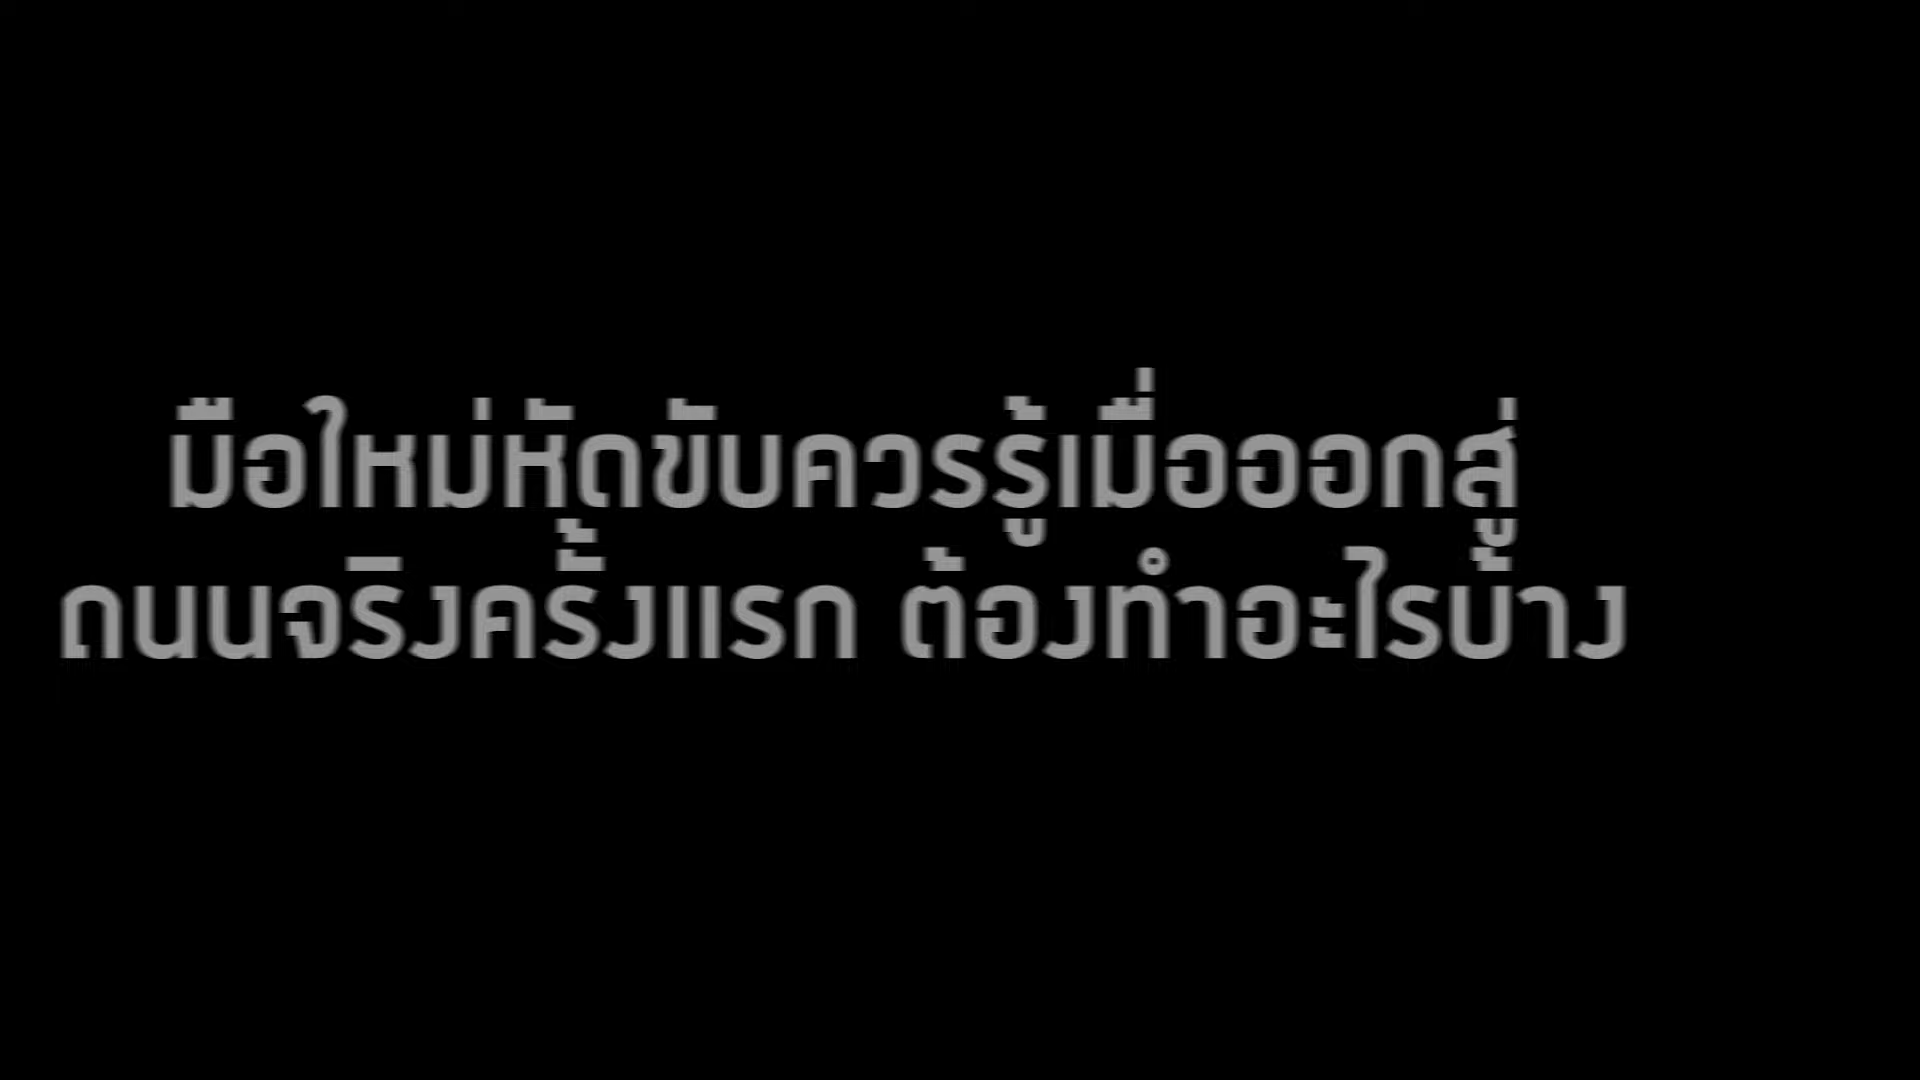 มือใหม่หัดขับควรรู้เมื่อออกสู่
ถนนจริงครั้งแรก ต้องทำอะไรบ้าง